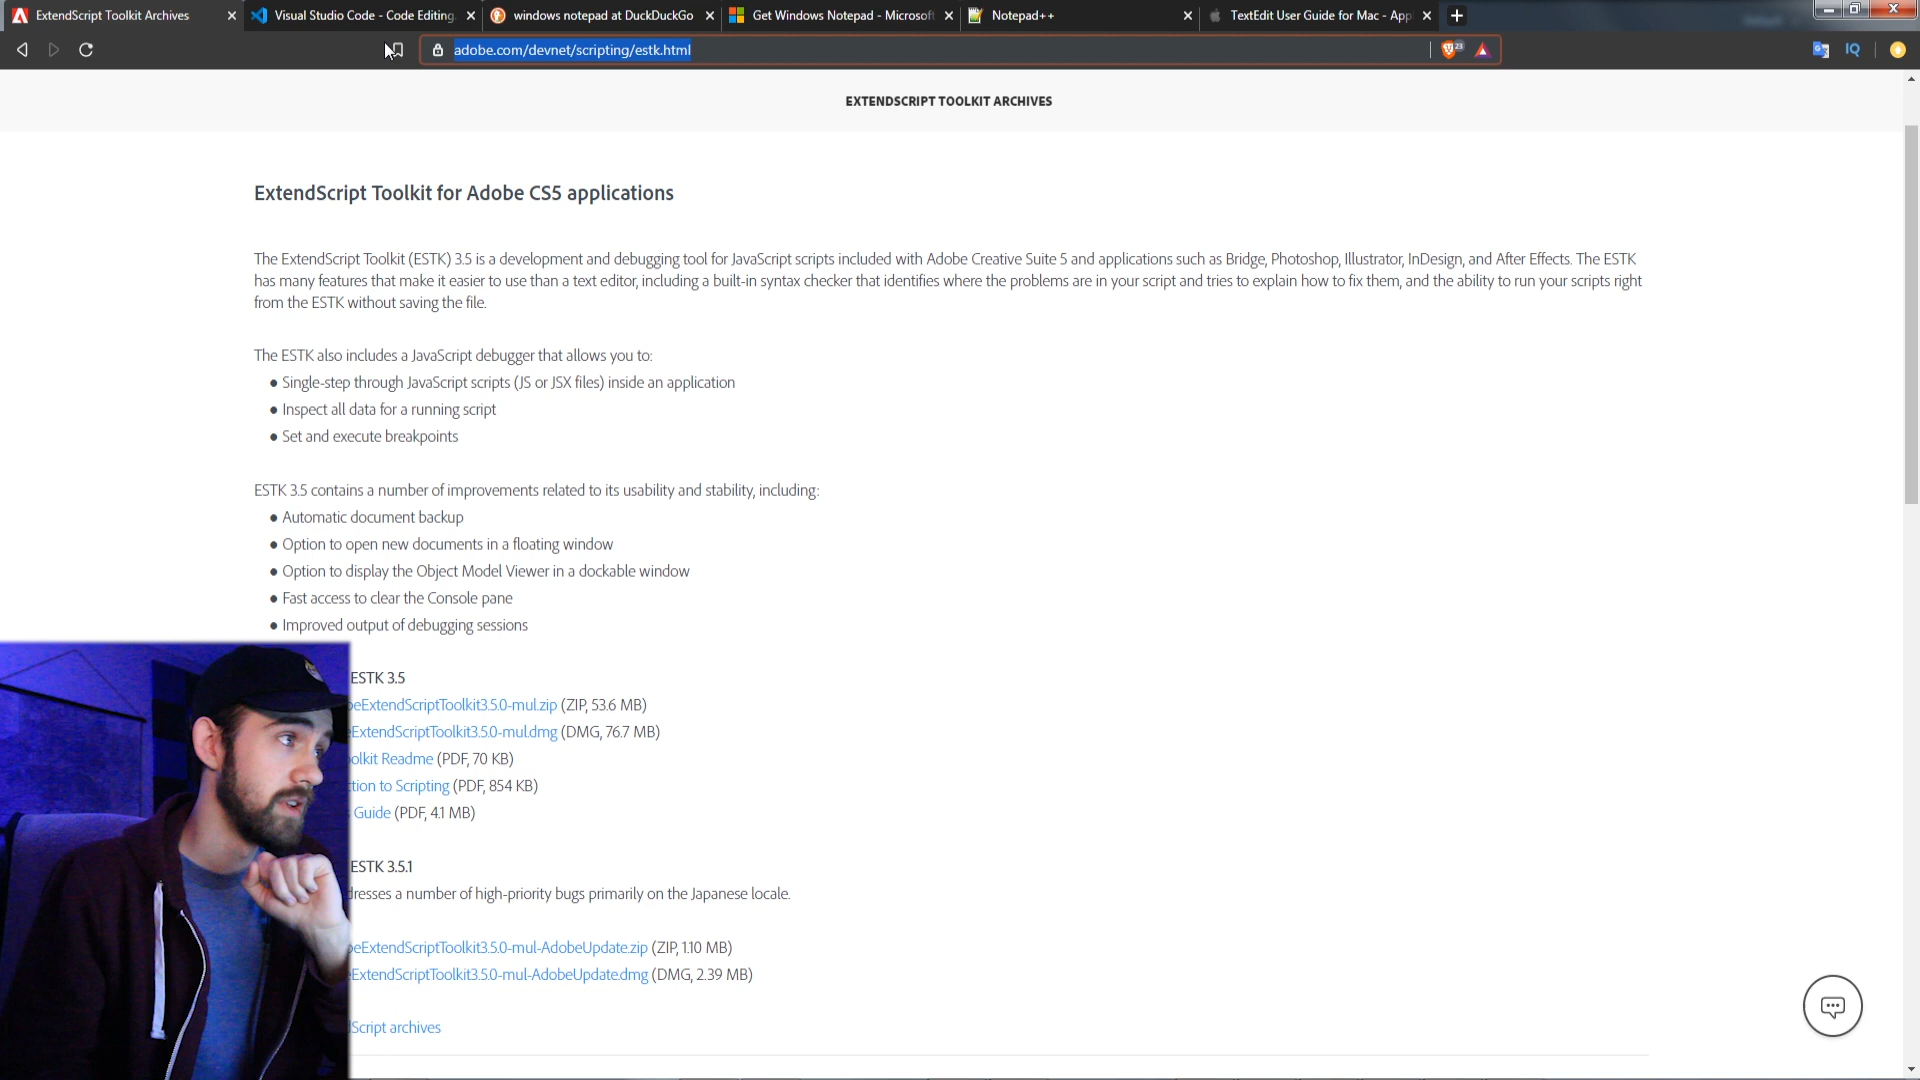 ExtendScript Toolkit Archives
Visual Studio Code - Code Editing
windows notepad at DuckDuckGo
Get Windows Notepad - Microsoft
Notepad++
TextEdit User Guide for Mac - App
adobe.com/devnet/scripting/estk.html
23
IQ
EXTENDSCRIPT TOOLKIT ARCHIVES
ExtendScript Toolkit for Adobe CS5 applications
The ExtendScript Toolkit (ESTK) 3.5 is a development and debugging tool for JavaScript scripts included with Adobe Creative Suite 5 and applications such as Bridge, Photoshop, Illustrator, InDesign, and After Effects. The ESTK
has many features that make it easier to use than a text editor, including a built-in syntax checker that identifies where the problems are in your script and tries to explain how to fix them, and the ability to run your scripts right
from the ESTK without saving the file.
The ESTK also includes a JavaScript debugger that allows you to:
● Single-step through JavaScript scripts (JS or JSX files) inside an application
● Inspect all data for a running script
● Set and execute breakpoints
ESTK 3.5 contains a number of improvements related to its usability and stability, including:
● Automatic document backup
● Option to open new documents in a floating window
● Option to display the Object Model Viewer in a dockable window
● Fast access to clear the Console pane
● Improved output of debugging sessions
ESTK 3.5
eExtendScriptToolkit3.5.0-mul.zip (ZIP, 53.6 MB)
ExtendScriptToolkit3.5.0-mul.dmg (DMG, 76.7 MB)
olkit Readme (PDF, 70 KB)
tion to Scripting (PDF, 854 KB)
Guide (PDF, 4.1 MB)
ESTK 3.5.1
dresses a number of high-priority bugs primarily on the Japanese locale.
eExtendScriptToolkit3.5.0-mul-AdobeUpdate.zip (ZIP, 1.10 MB)
ExtendScriptToolkit3.5.0-mul-AdobeUpdate.dmg (DMG, 2.39 MB)
Script archives